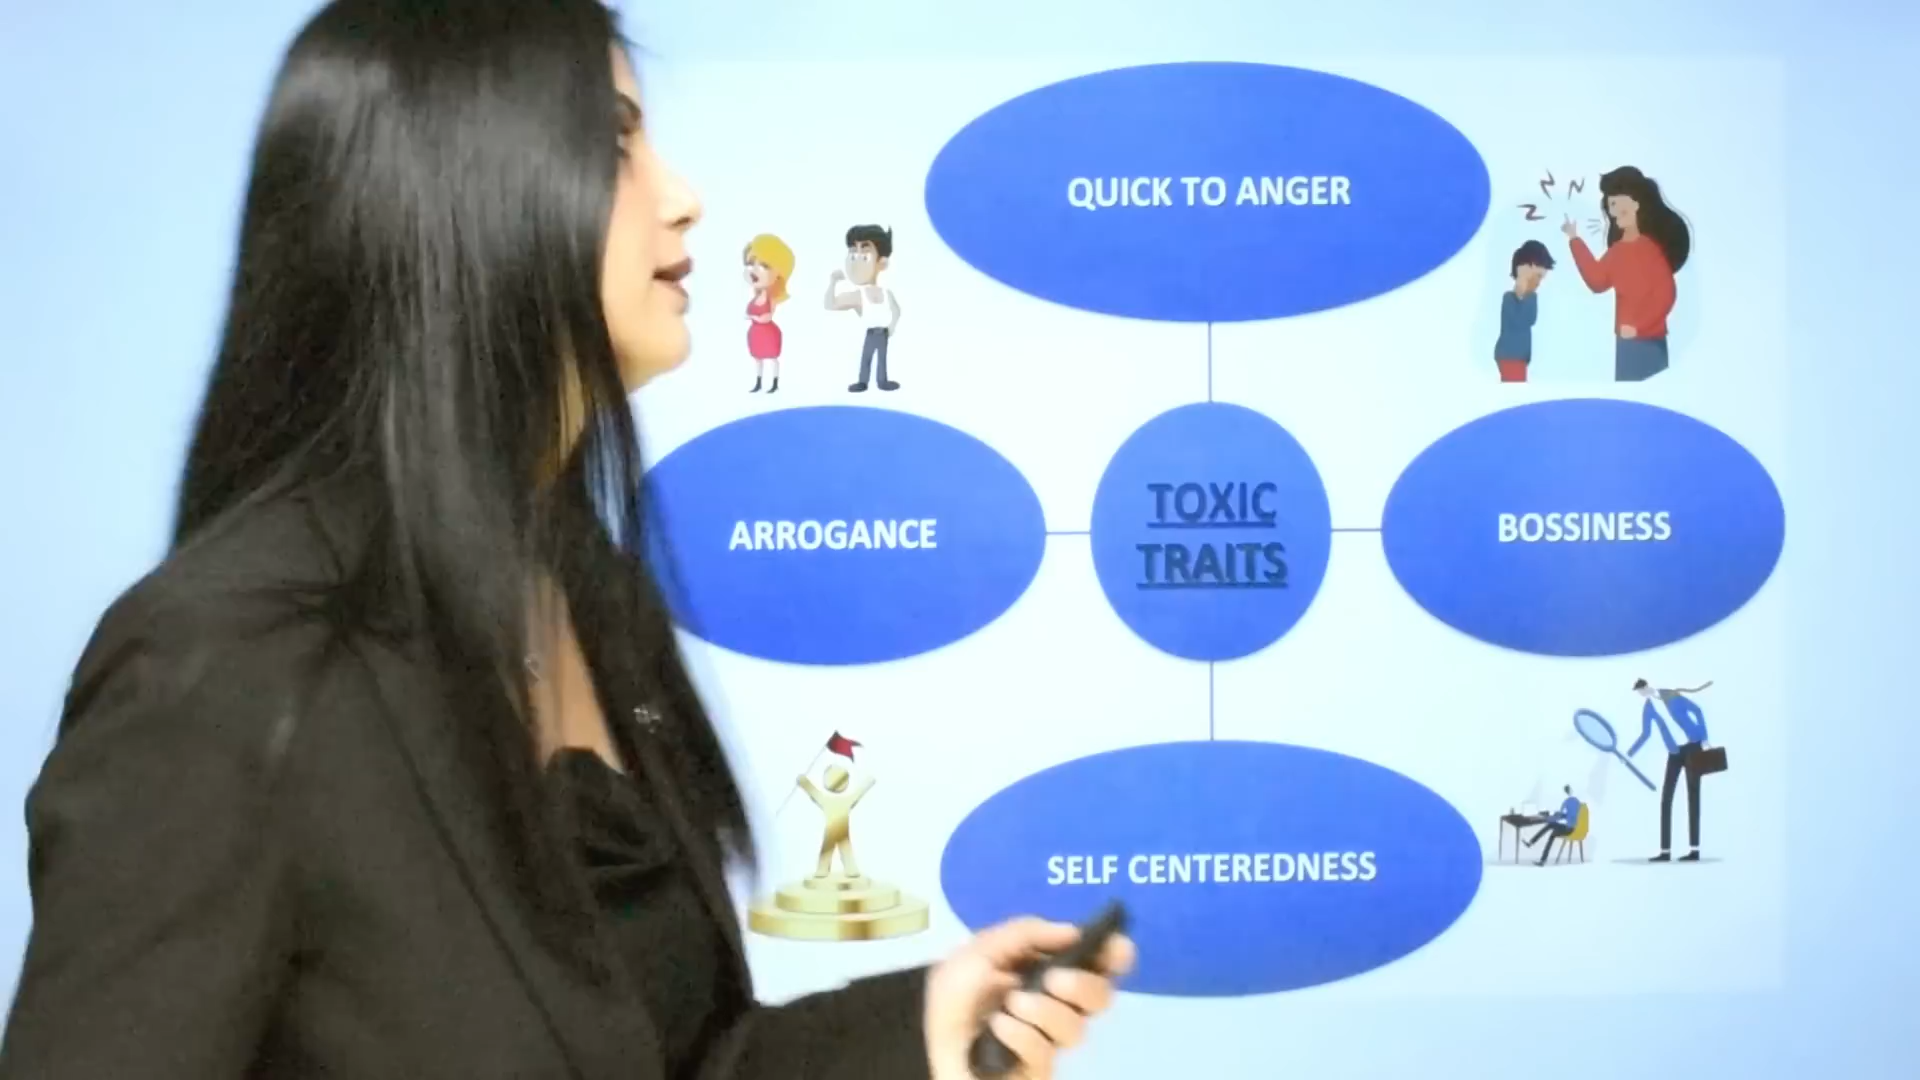 QUICK TO ANGER
ARROGANCE
TOXIC
TRAITS
BOSSINESS
SELF CENTEREDNESS